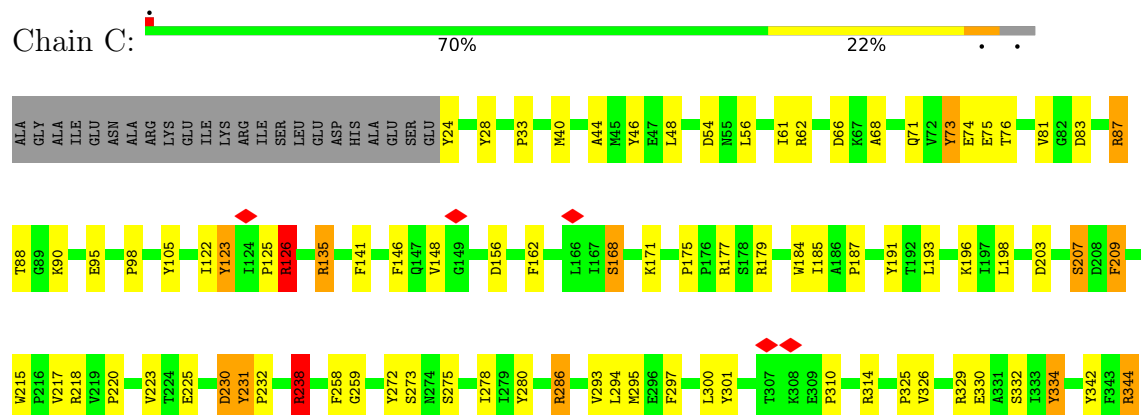 Chain C:
70% 22%
ALA GLY ALA ILE GLU ASN ALA ARG LYS GLU ILE LYS ARG ILE SER LEU GLU ASP HIS ALA GLU SER GLU Y24 Y28 P33 M40 A44 M45 Y46 E47 L48 D54 N55 L56 I61 R62 D66 K67 A68 Q71 V72 Y73 E74 E75 T76 V81 G82 D83 R87
T88 G89 K90 E95 P98 Y105 I122 Y123 I124 P125 R126 R135 F141 F146 Q147 V148 G149 D156 F162 L166 I167 S168 K171 P175 P176 R177 S178 R179 W184 I185 A186 P187 Y191 T192 L193 K196 I197 L198 D203 S207 D208 F209
W215 P216 V217 R218 V219 P220 V223 T224 E225 D230 Y231 P232 R238 F258 G259 Y272 S273 N274 S275 I278 I279 Y280 R286 V293 L294 M295 E296 F297 L300 Y301 T307 K308 E309 P310 R314 P325 V326 R329 E330 A331 S332 I333 Y334 Y342 F343 R344